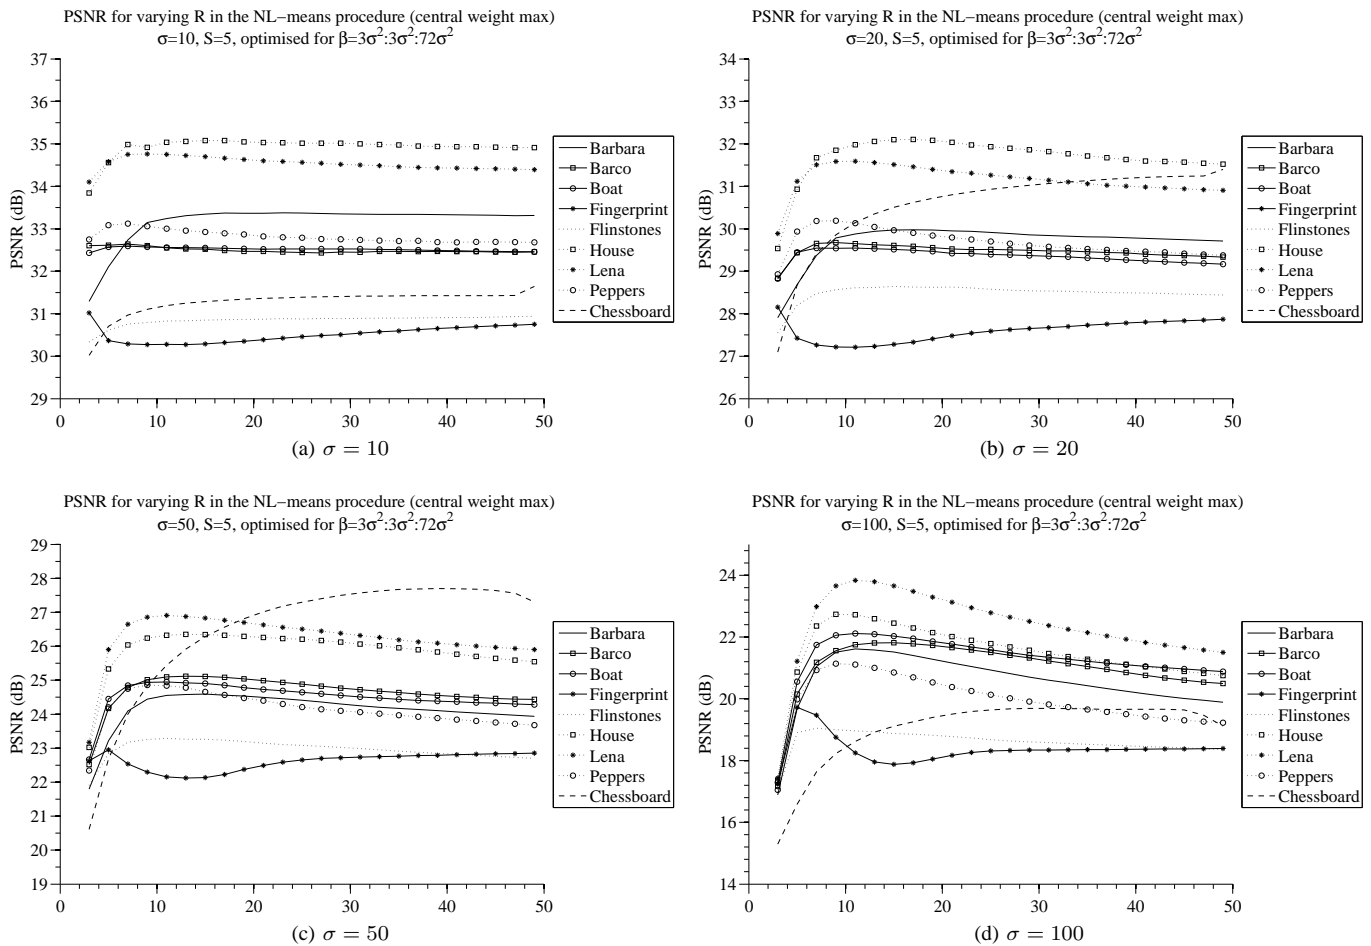 PSNR for varying R in the NL−means procedure (central weight max)
σ=10, S=5, optimised for β=3σ²:3σ²:72σ²
37
36
35
34
33
32
31
30
29
PSNR (dB)
0 10 20 30 40 50
Barbara
Barco
Boat
Fingerprint
Flinstones
House
Lena
Peppers
Chessboard
(a) σ = 10
PSNR for varying R in the NL−means procedure (central weight max)
σ=20, S=5, optimised for β=3σ²:3σ²:72σ²
34
33
32
31
30
29
28
27
26
PSNR (dB)
0 10 20 30 40 50
Barbara
Barco
Boat
Fingerprint
Flinstones
House
Lena
Peppers
Chessboard
(b) σ = 20
PSNR for varying R in the NL−means procedure (central weight max)
σ=50, S=5, optimised for β=3σ²:3σ²:72σ²
29
28
27
26
25
24
23
22
21
20
19
PSNR (dB)
0 10 20 30 40 50
Barbara
Barco
Boat
Fingerprint
Flinstones
House
Lena
Peppers
Chessboard
(c) σ = 50
PSNR for varying R in the NL−means procedure (central weight max)
σ=100, S=5, optimised for β=3σ²:3σ²:72σ²
24
22
20
18
16
14
PSNR (dB)
0 10 20 30 40 50
Barbara
Barco
Boat
Fingerprint
Flinstones
House
Lena
Peppers
Chessboard
(d) σ = 100